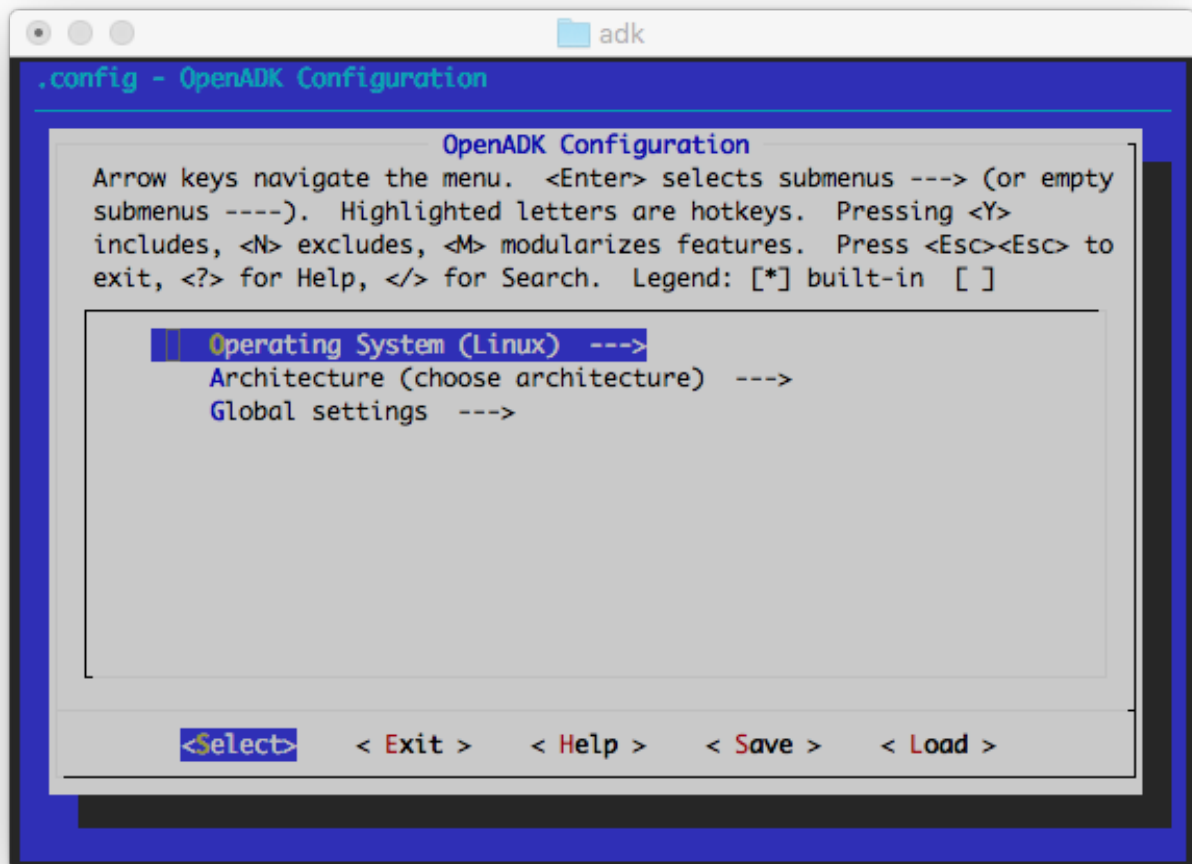 adk
.config - OpenADK Configuration
OpenADK Configuration
Arrow keys navigate the menu.  <Enter> selects submenus ---> (or empty
submenus ----).  Highlighted letters are hotkeys.  Pressing <Y>
includes, <N> excludes, <M> modularizes features.  Press <Esc><Esc> to
exit, <?> for Help, </> for Search.  Legend: [*] built-in  [ ]
Operating System (Linux)  --->
Architecture (choose architecture)  --->
Global settings  --->
<Select>    < Exit >    < Help >    < Save >    < Load >